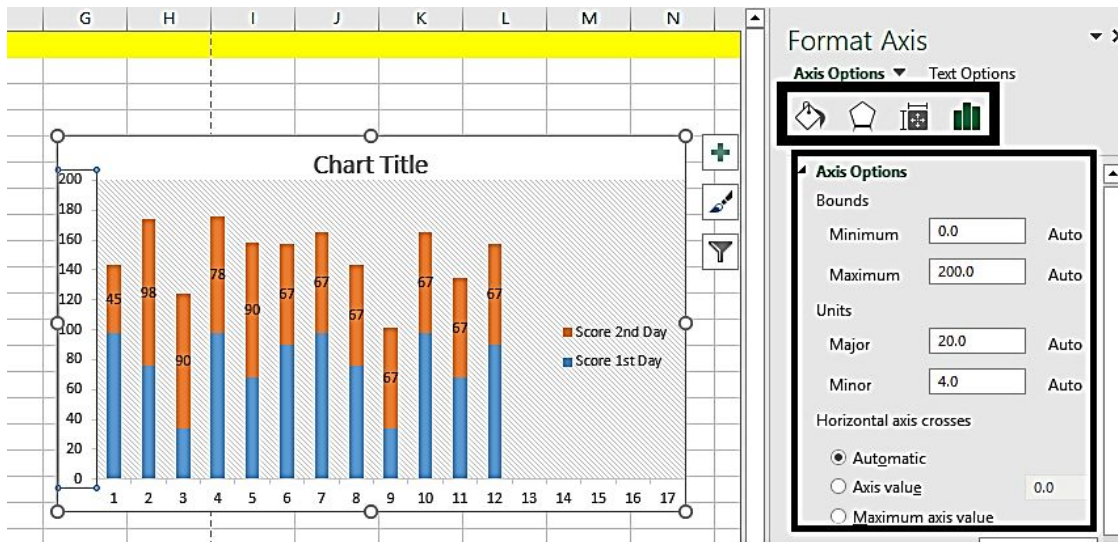 G H I J K L M N
Format Axis
Axis Options Text Options
Chart Title
200
180
160
140
120
100
80
60
40
20
0
45 98 90 78 90 67 67 67 67 67 67 67
1 2 3 4 5 6 7 8 9 10 11 12 13 14 15 16 17
Score 2nd Day
Score 1st Day
Axis Options
Bounds
Minimum 0.0 Auto
Maximum 200.0 Auto
Units
Major 20.0 Auto
Minor 4.0 Auto
Horizontal axis crosses
Automatic
Axis value 0.0
Maximum axis value